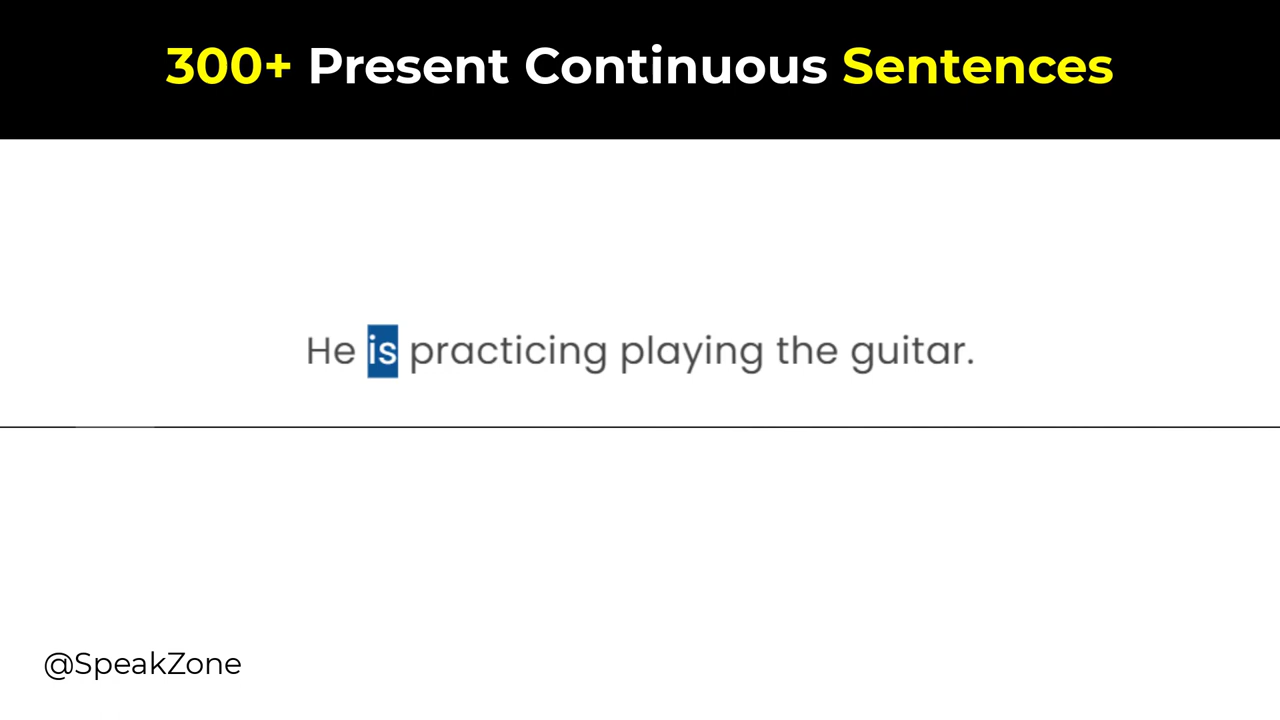 300+ Present Continuous Sentences
He is practicing playing the guitar.
@SpeakZone